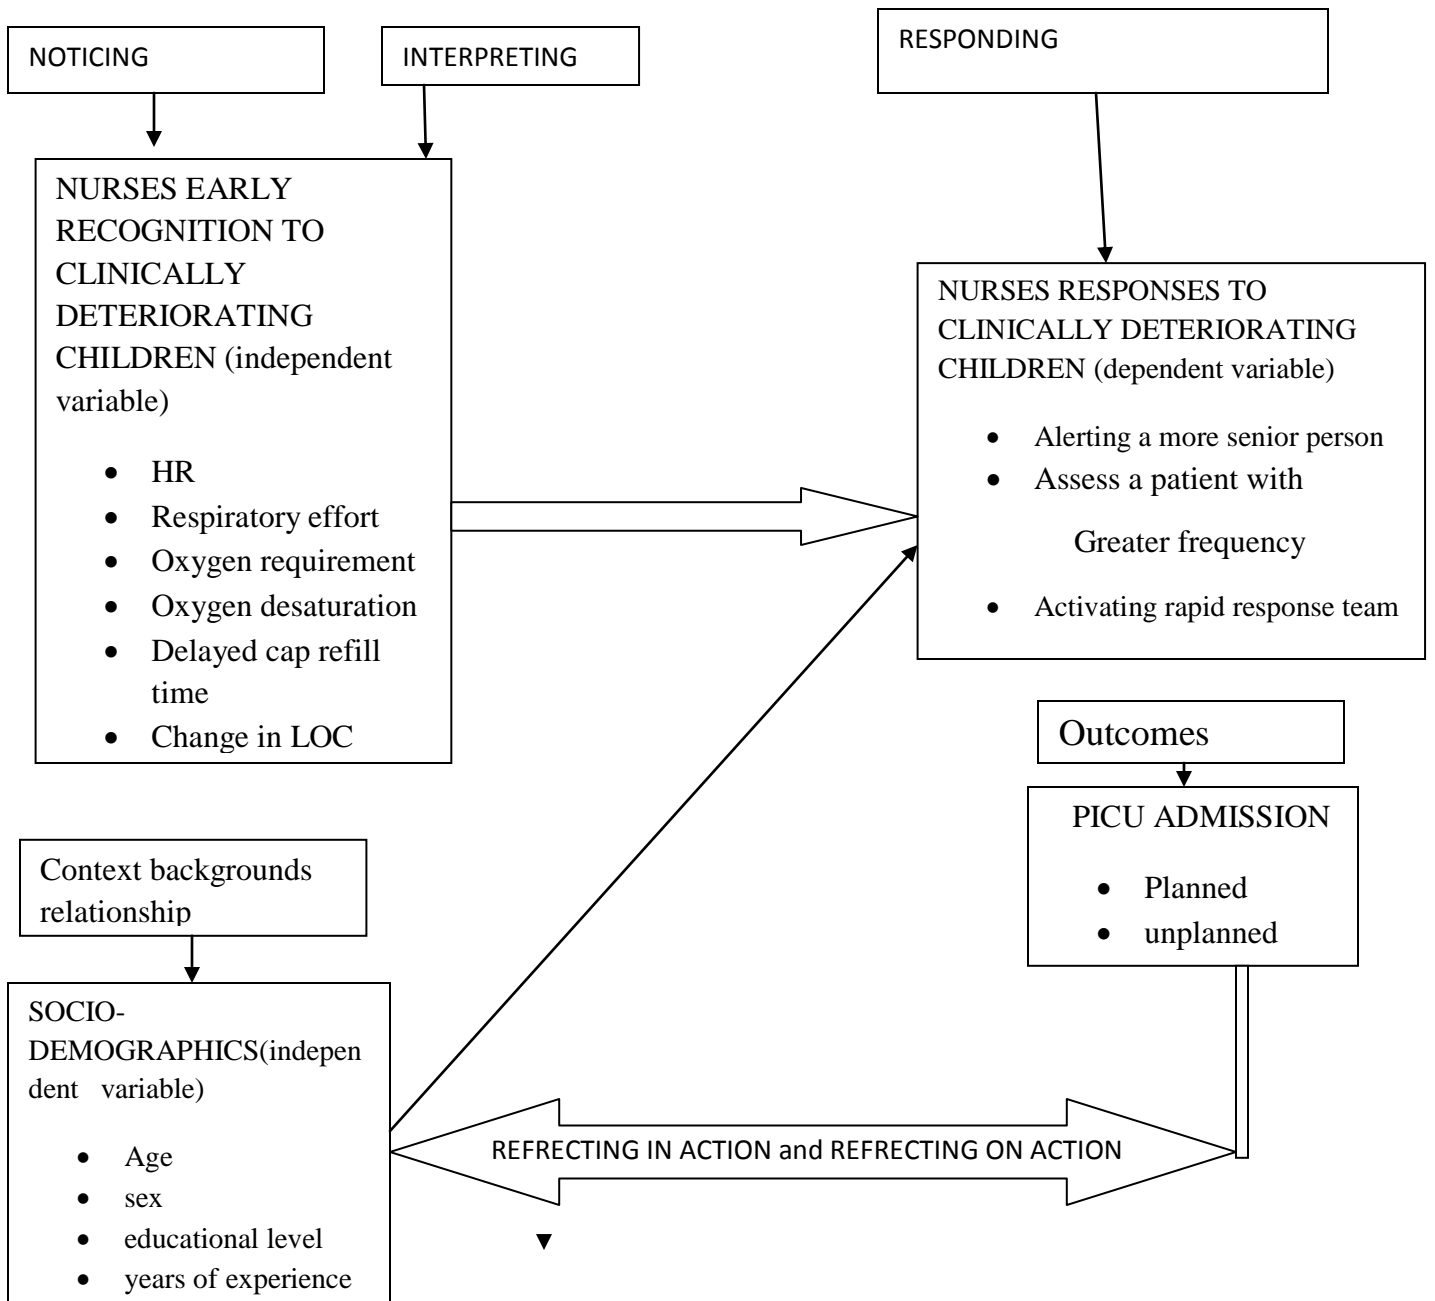 NOTICING
INTERPRETING
RESPONDING
NURSES EARLY
RECOGNITION TO
CLINICALLY
DETERIORATING
CHILDREN (independent
variable)
• HR
• Respiratory effort
• Oxygen requirement
• Oxygen desaturation
• Delayed cap refill
time
• Change in LOC
NURSES RESPONSES TO
CLINICALLY DETERIORATING
CHILDREN (dependent variable)
• Alerting a more senior person
• Assess a patient with
Greater frequency
• Activating rapid response team
Outcomes
PICU ADMISSION
• Planned
• unplanned
Context backgrounds
relationship
SOCIO-
DEMOGRAPHICS(indepen
dent variable)
• Age
• sex
• educational level
• years of experience
REFRECTING IN ACTION and REFRECTING ON ACTION